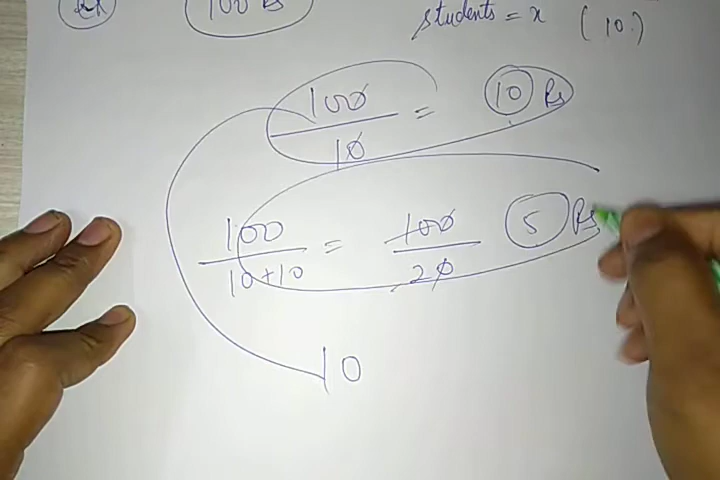 100 Rs
students = x (10.)
100/10 = 10 Rs
100/10+10 = 100/20 5 Rs
10